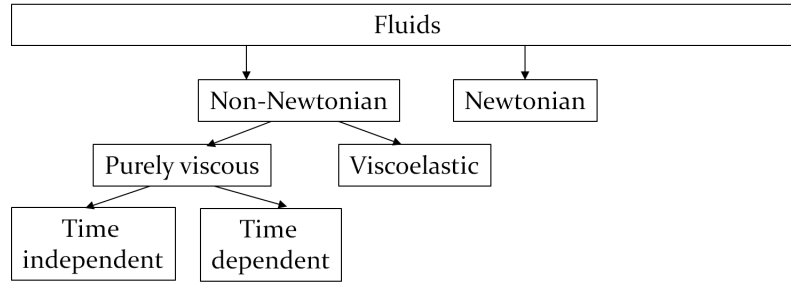 Fluids
Non-Newtonian
Newtonian
Purely viscous
Viscoelastic
Time
independent
Time
dependent